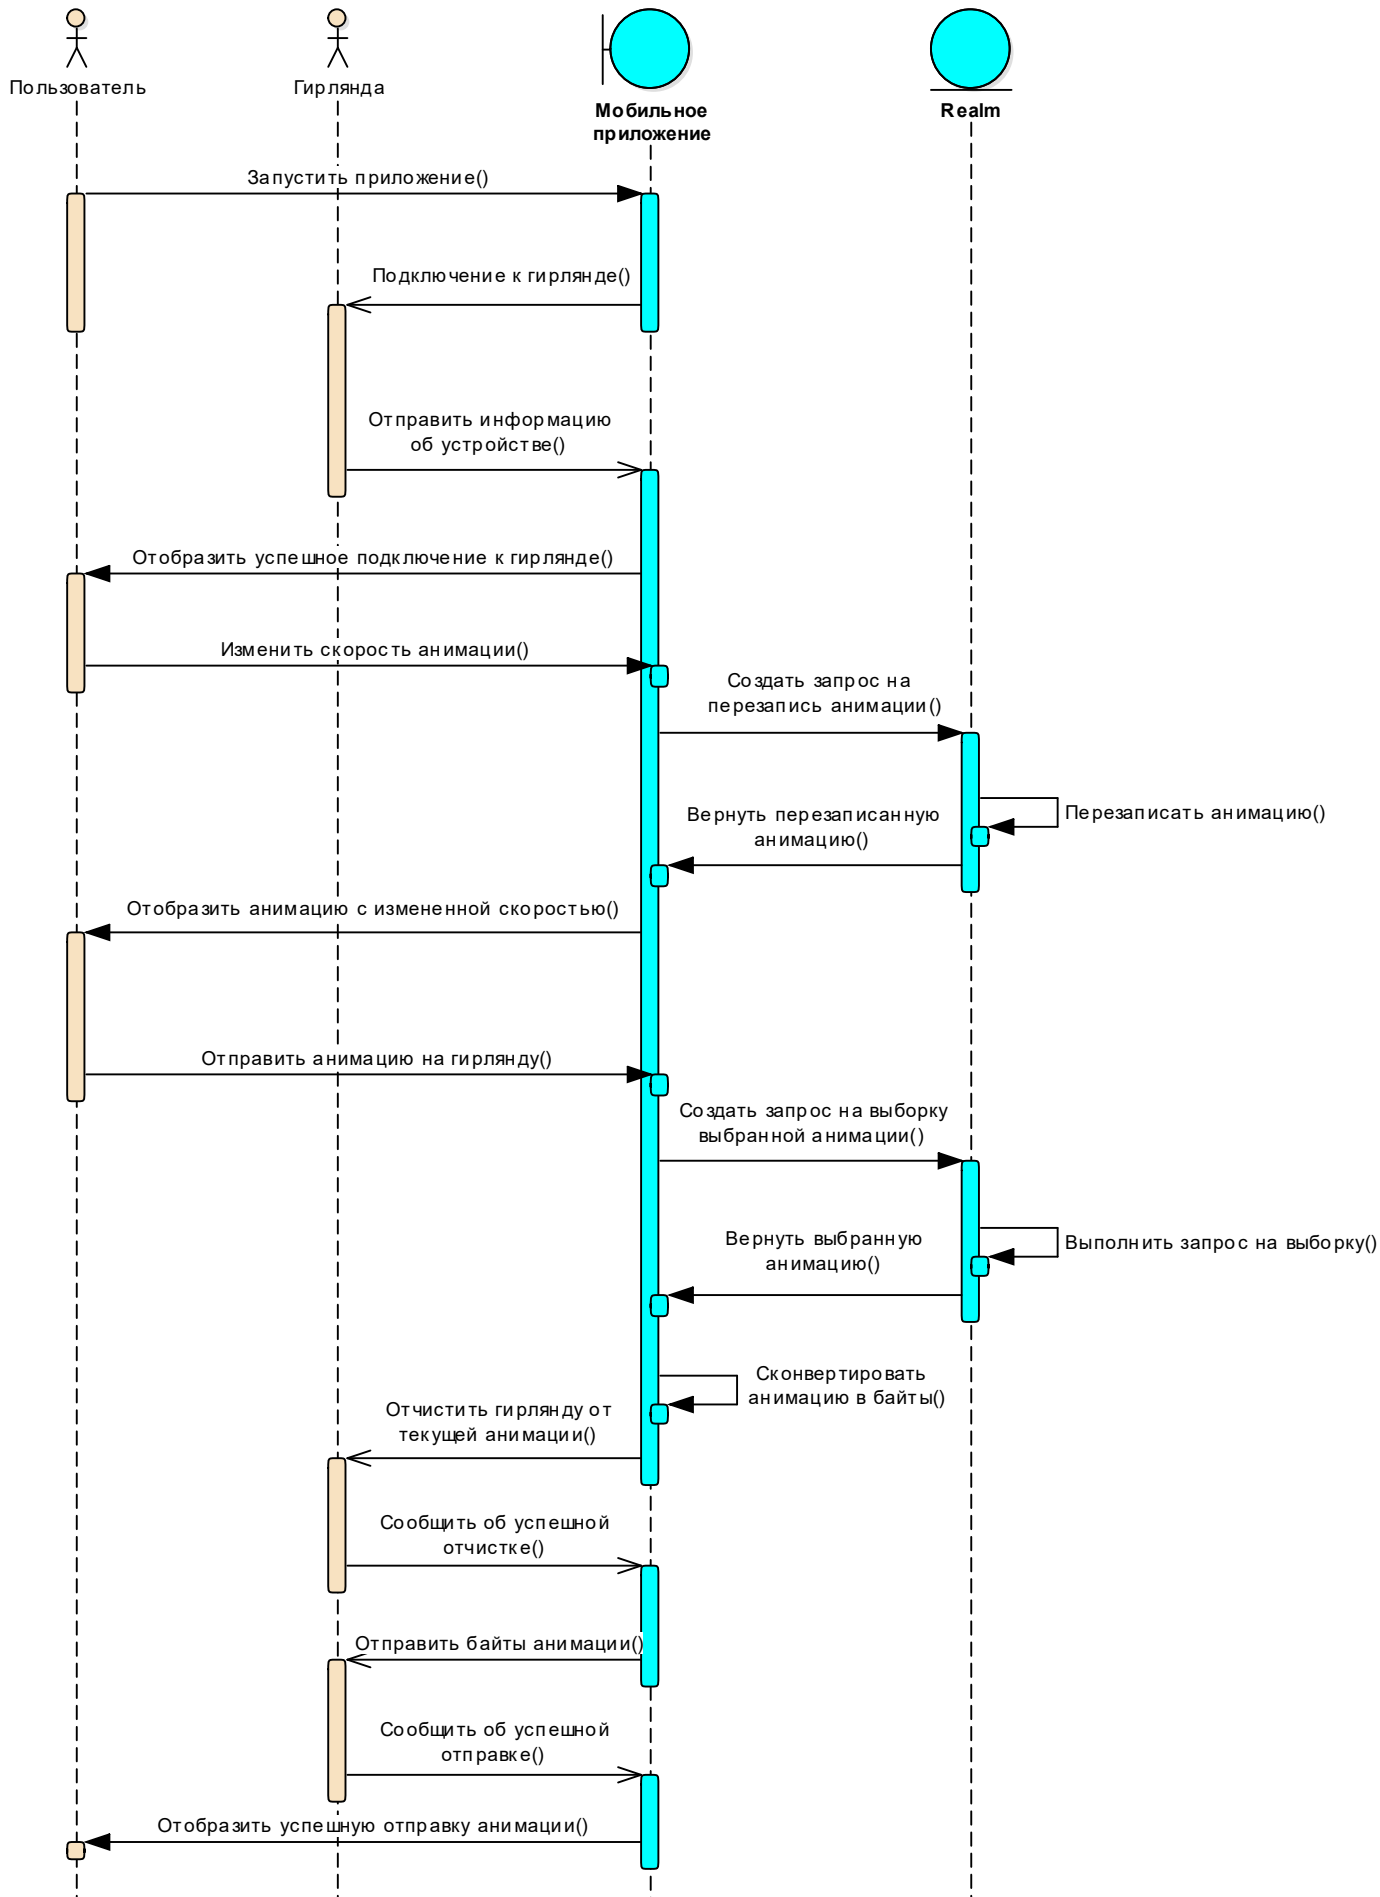 Пользователь
Гирлянда
Мобильное
приложение
Realm
Запустить приложение()
Подключение к гирлянде()
Отправить информацию
об устройстве()
Отобразить успешное подключение к гирлянде()
Изменить скорость анимации()
Создать запрос на
перезапись анимации()
Перезаписать анимацию()
Вернуть перезаписанную
анимацию()
Отобразить анимацию с измененной скоростью()
Отправить анимацию на гирлянду()
Создать запрос на выборку
выбранной анимации()
Выполнить запрос на выборку()
Вернуть выбранную
анимацию()
Сконвертировать
анимацию в байты()
Отчистить гирлянду от
текущей анимации()
Сообщить об успешной
отчистке()
Отправить байты анимации()
Сообщить об успешной
отправке()
Отобразить успешную отправку анимации()